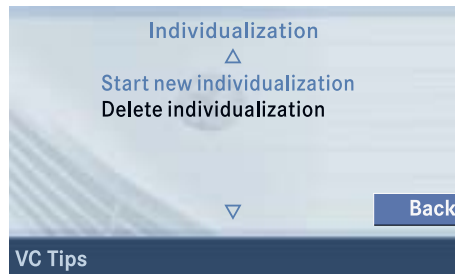 Individualization
Start new individualization
Delete individualization
Back
VC Tips